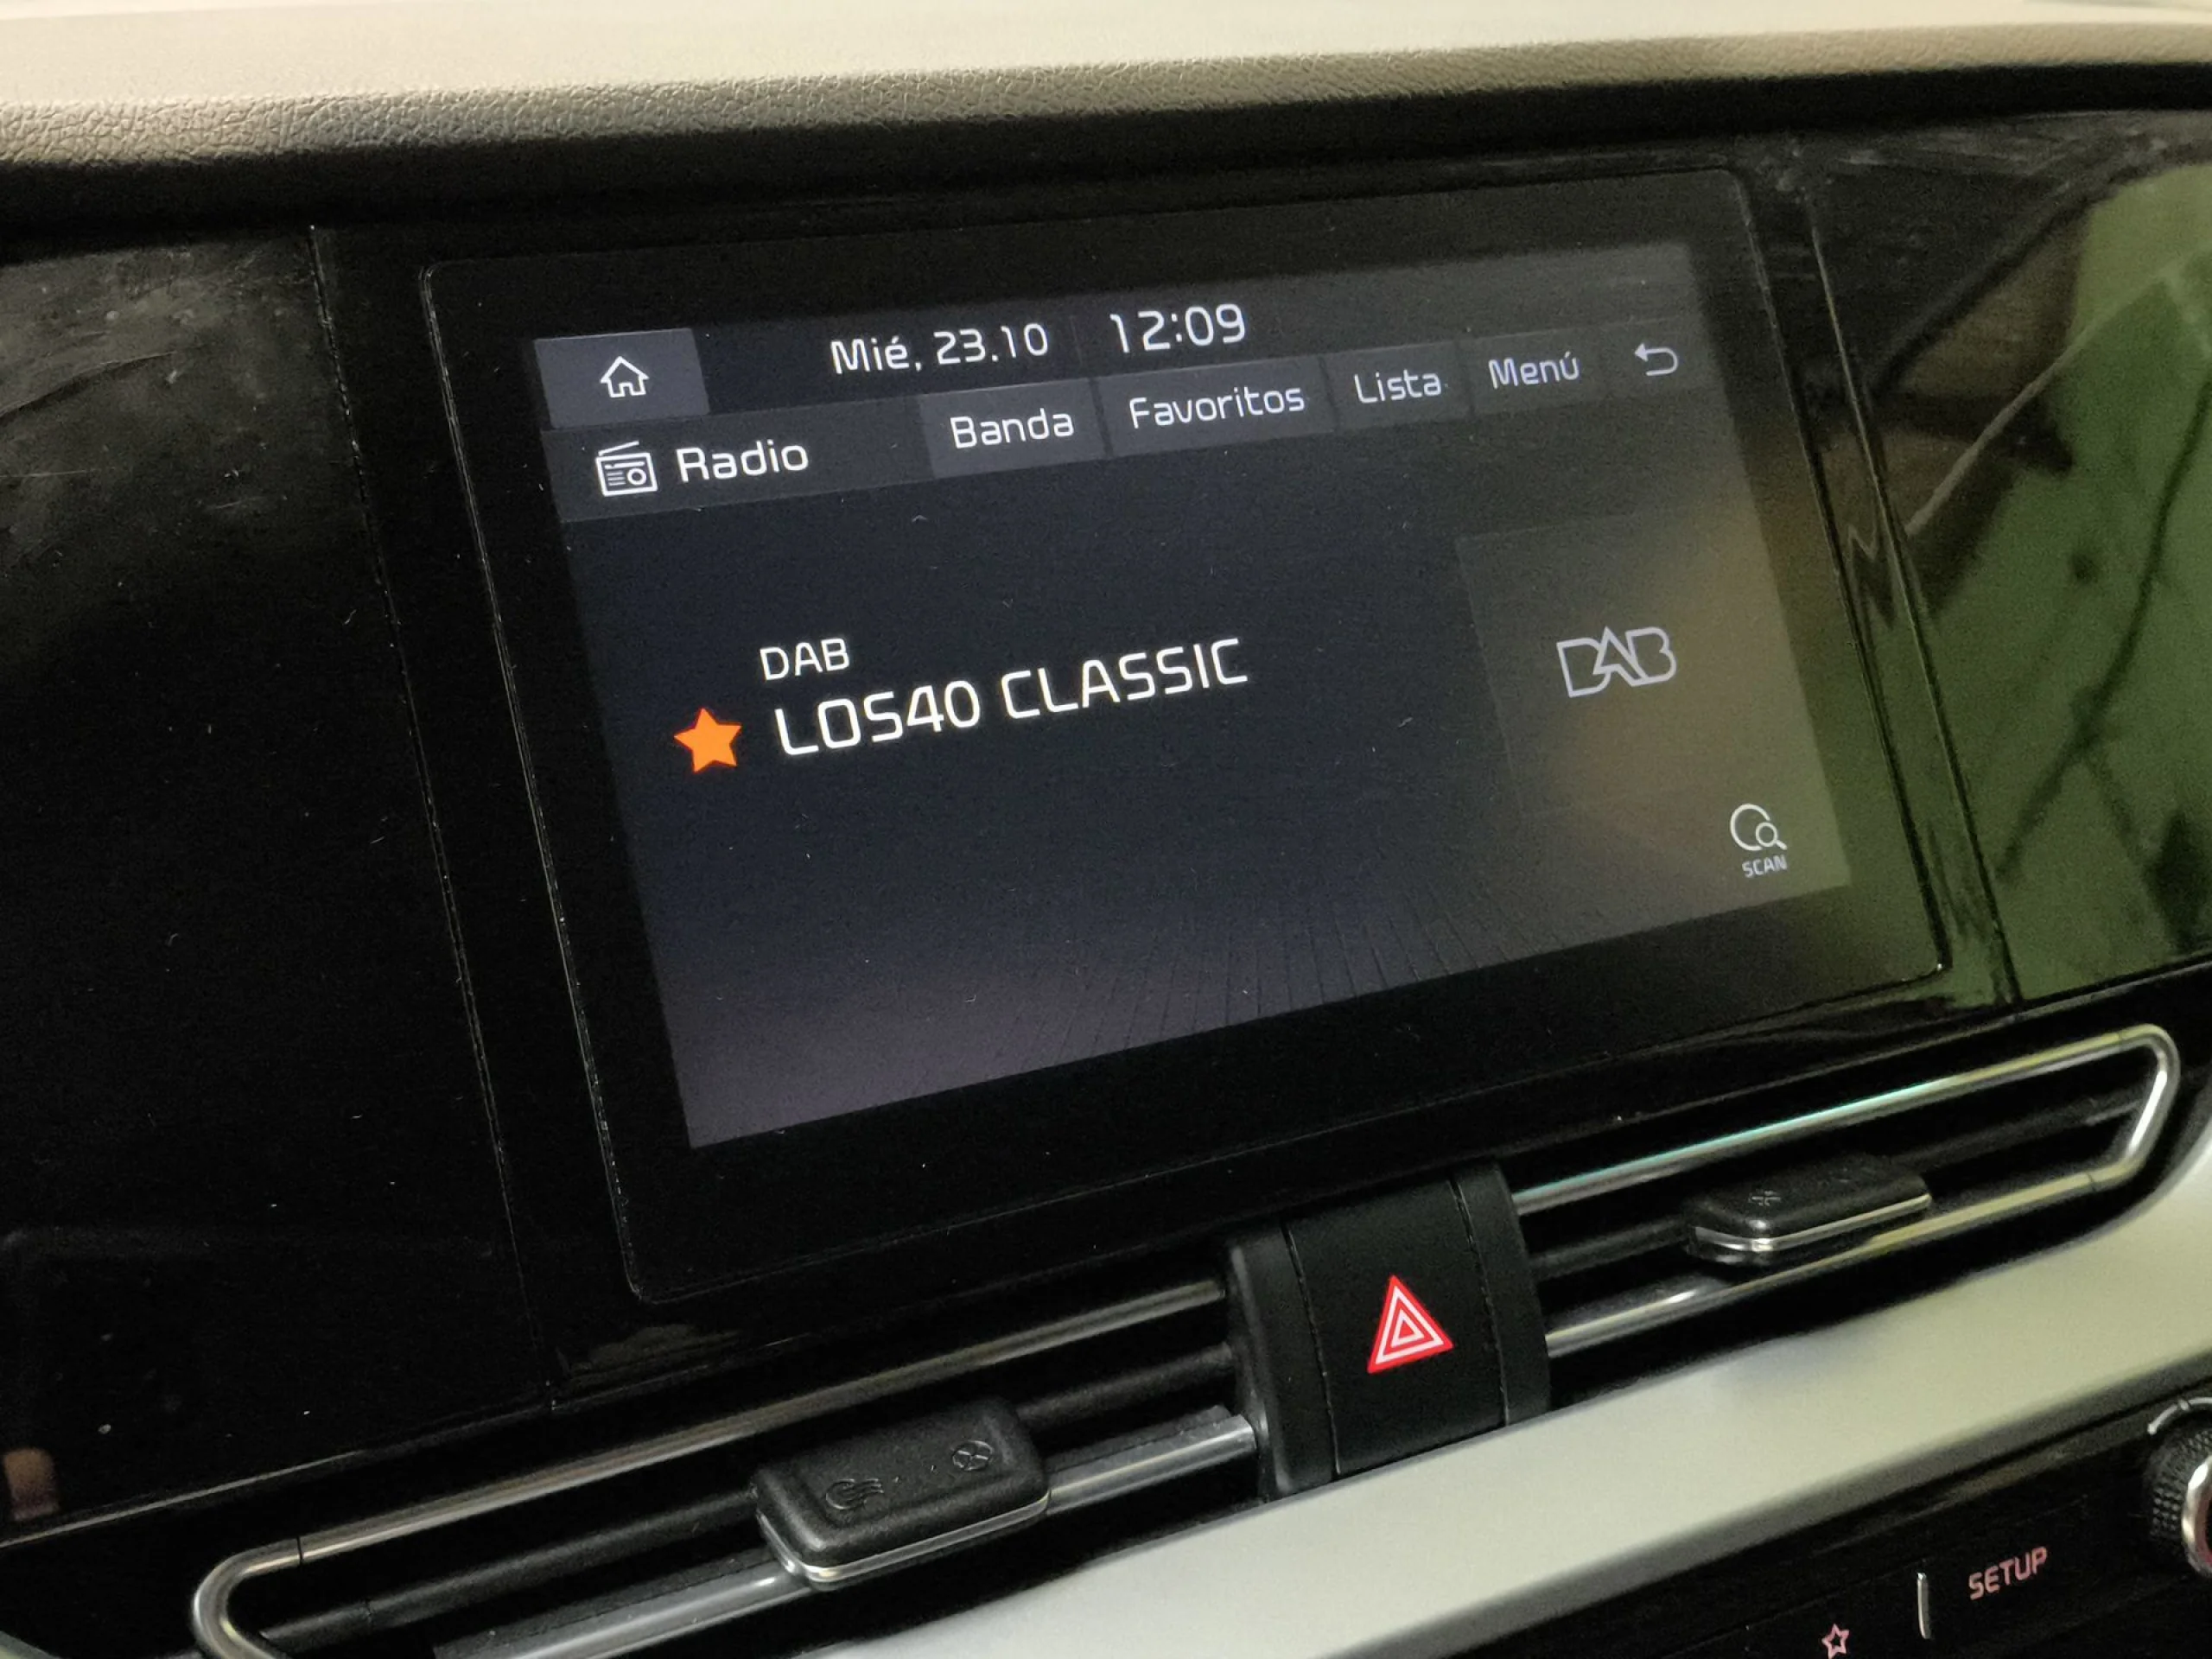 Mié, 23.10 12:09
Radio Banda Favoritos Lista Menú
DAB
LOS40 CLASSIC
DAB
SCAN
SETUP